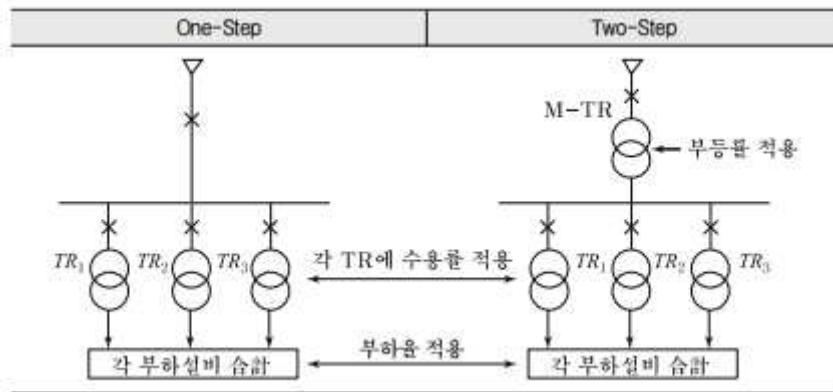 One-Step
Two-Step
M-TR
부등률 적용
TR₁
TR₂
TR₃
각 TR에 수용률 적용
TR₁
TR₂
TR₃
각 부하설비 合計
부하율 적용
각 부하설비 合計